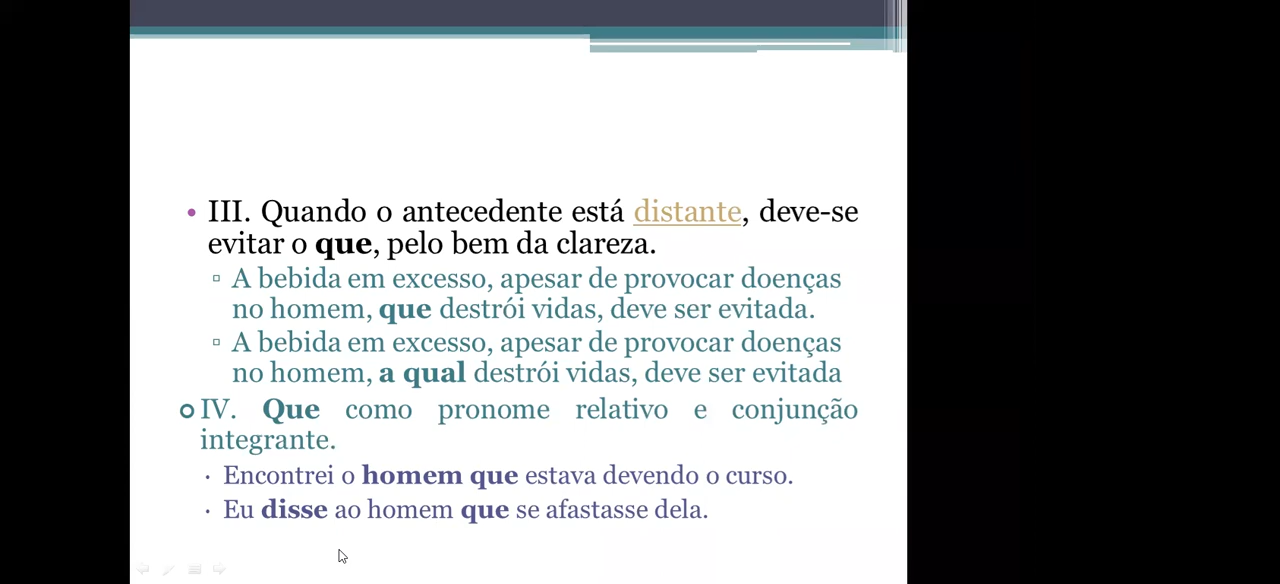 III. Quando o antecedente está distante, deve-se
evitar o que, pelo bem da clareza.
A bebida em excesso, apesar de provocar doenças
no homem, que destrói vidas, deve ser evitada.
A bebida em excesso, apesar de provocar doenças
no homem, a qual destrói vidas, deve ser evitada
IV. Que como pronome relativo e conjunção
integrante.
Encontrei o homem que estava devendo o curso.
Eu disse ao homem que se afastasse dela.